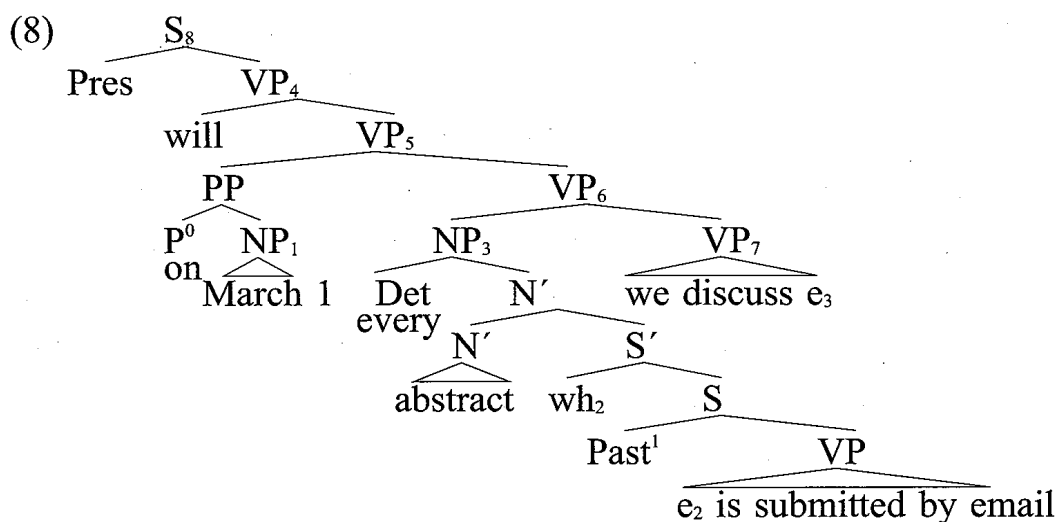 (8) S₈
Pres VP₄
will VP₅
PP VP₆
P⁰ NP₁ NP₃ VP₇
on March 1 Det N′ we discuss e₃
every
N′ S′
abstract wh₂ S
Past¹ VP
e₂ is submitted by email